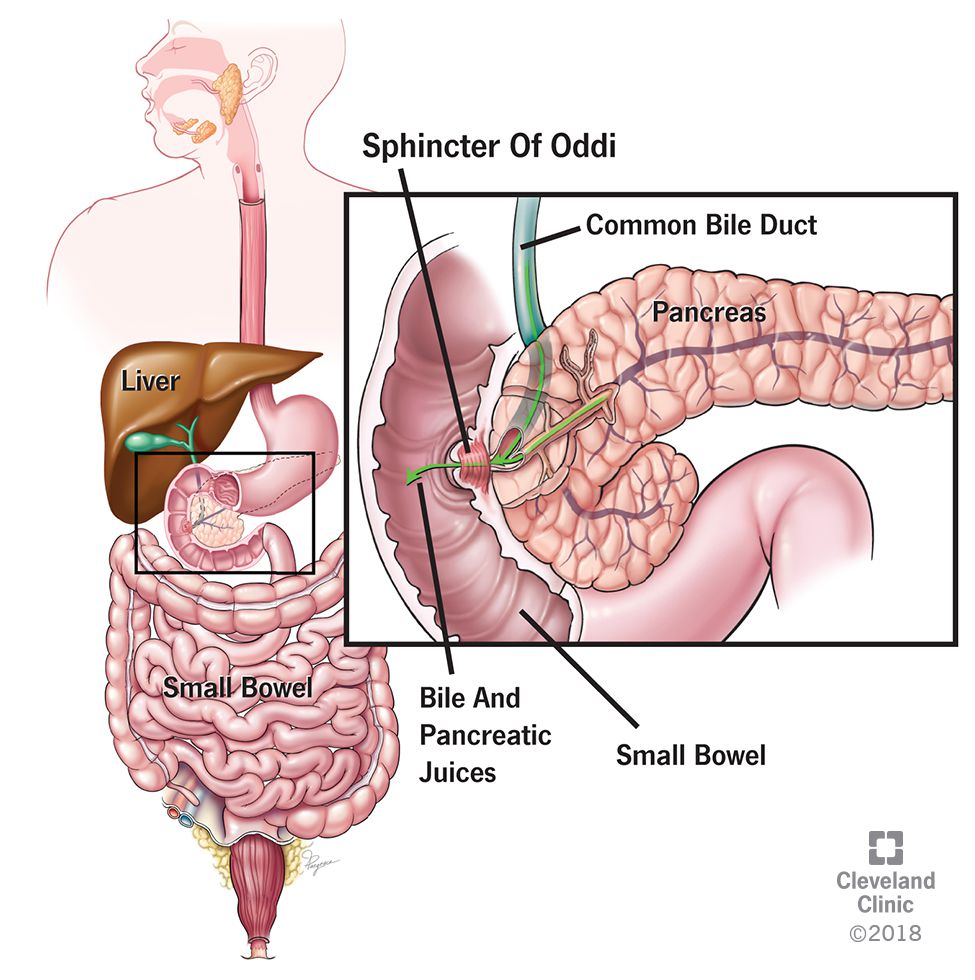 Sphincter Of Oddi
Common Bile Duct
Pancreas
Liver
Small Bowel
Bile And
Pancreatic
Juices
Small Bowel
Cleveland
Clinic
©2018